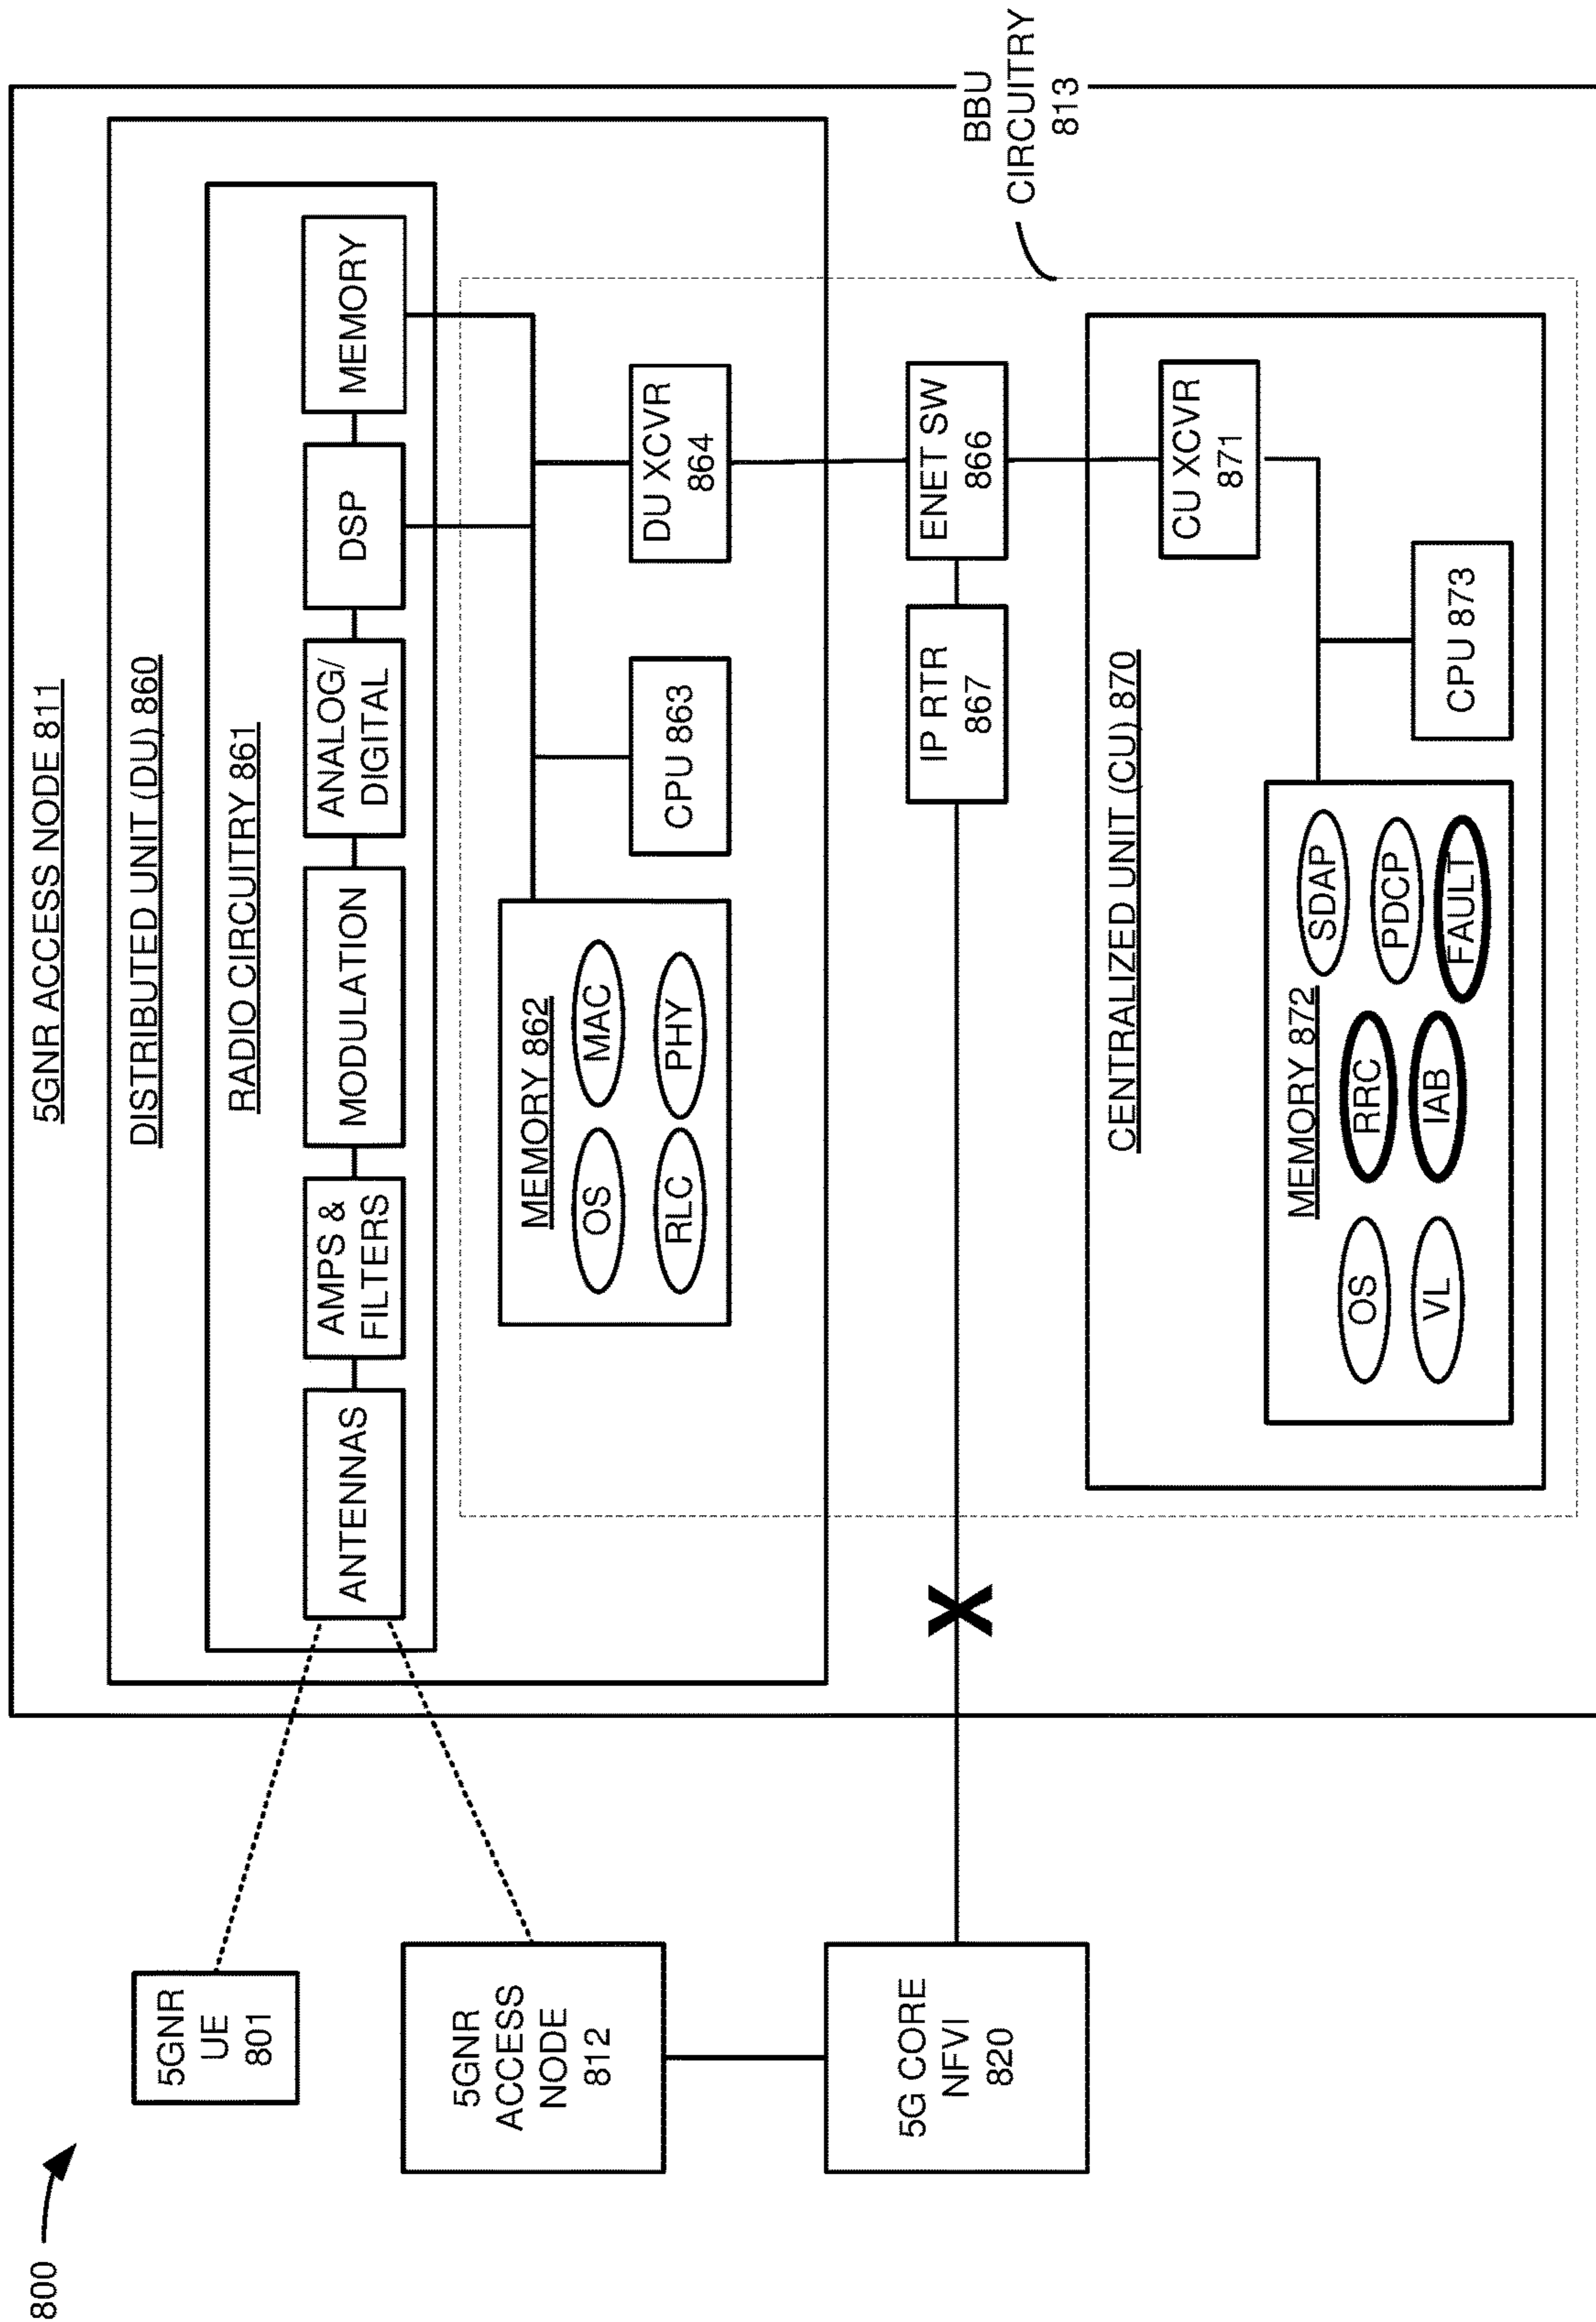 800
5GNR
UE
801
5GNR
ACCESS
NODE
812
5G CORE
NFVI
820
5GNR ACCESS NODE 811
DISTRIBUTED UNIT (DU) 860
RADIO CIRCUITRY 861
ANTENNAS
AMPS &
FILTERS
MODULATION
ANALOG/
DIGITAL
DSP
MEMORY
MEMORY 862
OS
MAC
RLC
PHY
CPU 863
DU XCVR
864
BBU
CIRCUITRY
813
IP RTR
867
ENET SW
866
X
CENTRALIZED UNIT (CU) 870
CU XCVR
871
MEMORY 872
OS
RRC
SDAP
VL
IAB
PDCP
FAULT
CPU 873